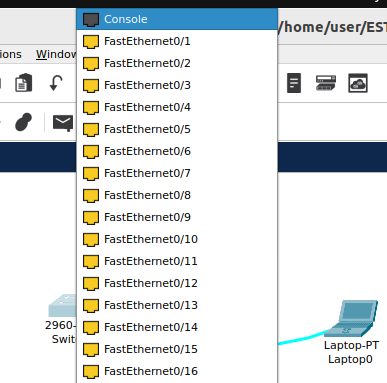 Console
/home/user/EST
FastEthernet0/1
ions Window
FastEthernet0/2
FastEthernet0/3
FastEthernet0/4
FastEthernet0/5
FastEthernet0/6
FastEthernet0/7
FastEthernet0/8
FastEthernet0/9
FastEthernet0/10
FastEthernet0/11
FastEthernet0/12
FastEthernet0/13
2960-
FastEthernet0/14
Swit
FastEthernet0/15
FastEthernet0/16
Laptop-PT
Laptop0